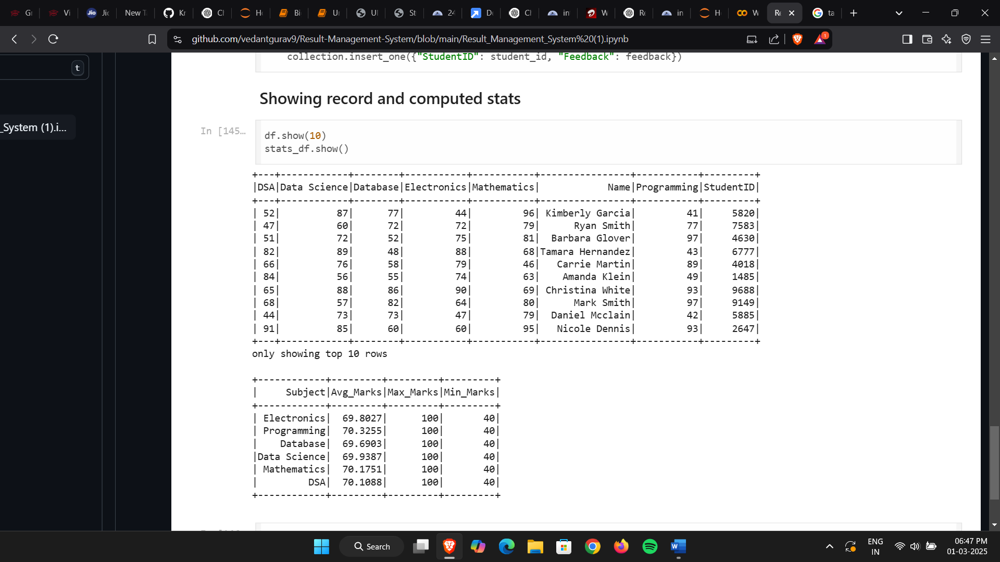 Gi
Vi
Jio
Jic
New T
Kr
Cl
H
Bi
Ur
Ul
St
24
D
Cl
in
W
Re
in
H
W
Re
ta
github.com/vedantgurav9/Result-Management-System/blob/main/Result_Management_System%20(1).ipynb
1
t
_System (1).i...
collection.insert_one({"StudentID": student_id, "Feedback": feedback})
Showing record and computed stats
In [145…
df.show(10)
stats_df.show()
+---+------------+--------+-----------+-----------+----------------+-----------+---------+
|DSA|Data Science|Database|Electronics|Mathematics|            Name|Programming|StudentID|
+---+------------+--------+-----------+-----------+----------------+-----------+---------+
| 52|          87|      77|         44|         96|  Kimberly Garcia|         41|     5820|
| 47|          60|      72|         72|         79|      Ryan Smith|         77|     7583|
| 51|          72|      52|         75|         81|  Barbara Glover|         97|     4630|
| 82|          89|      48|         88|         68|Tamara Hernandez|         43|     6777|
| 66|          76|      58|         79|         46|   Carrie Martin|         89|     4018|
| 84|          56|      55|         74|         63|    Amanda Klein|         49|     1485|
| 65|          88|      86|         90|         69| Christina White|         93|     9688|
| 68|          57|      82|         64|         80|      Mark Smith|         97|     9149|
| 44|          73|      73|         47|         79|  Daniel Mcclain|         42|     5885|
| 91|          85|      60|         60|         95|   Nicole Dennis|         93|     2647|
+---+------------+--------+-----------+-----------+----------------+-----------+---------+
only showing top 10 rows
+------------+---------+---------+---------+
|     Subject|Avg_Marks|Max_Marks|Min_Marks|
+------------+---------+---------+---------+
| Electronics|  69.8027|      100|       40|
| Programming|  70.3255|      100|       40|
|    Database|  69.6903|      100|       40|
|Data Science|  69.9387|      100|       40|
| Mathematics|  70.1751|      100|       40|
|         DSA|  70.1088|      100|       40|
+------------+---------+---------+---------+
Search
ENG
IN
06:47 PM
01-03-2025